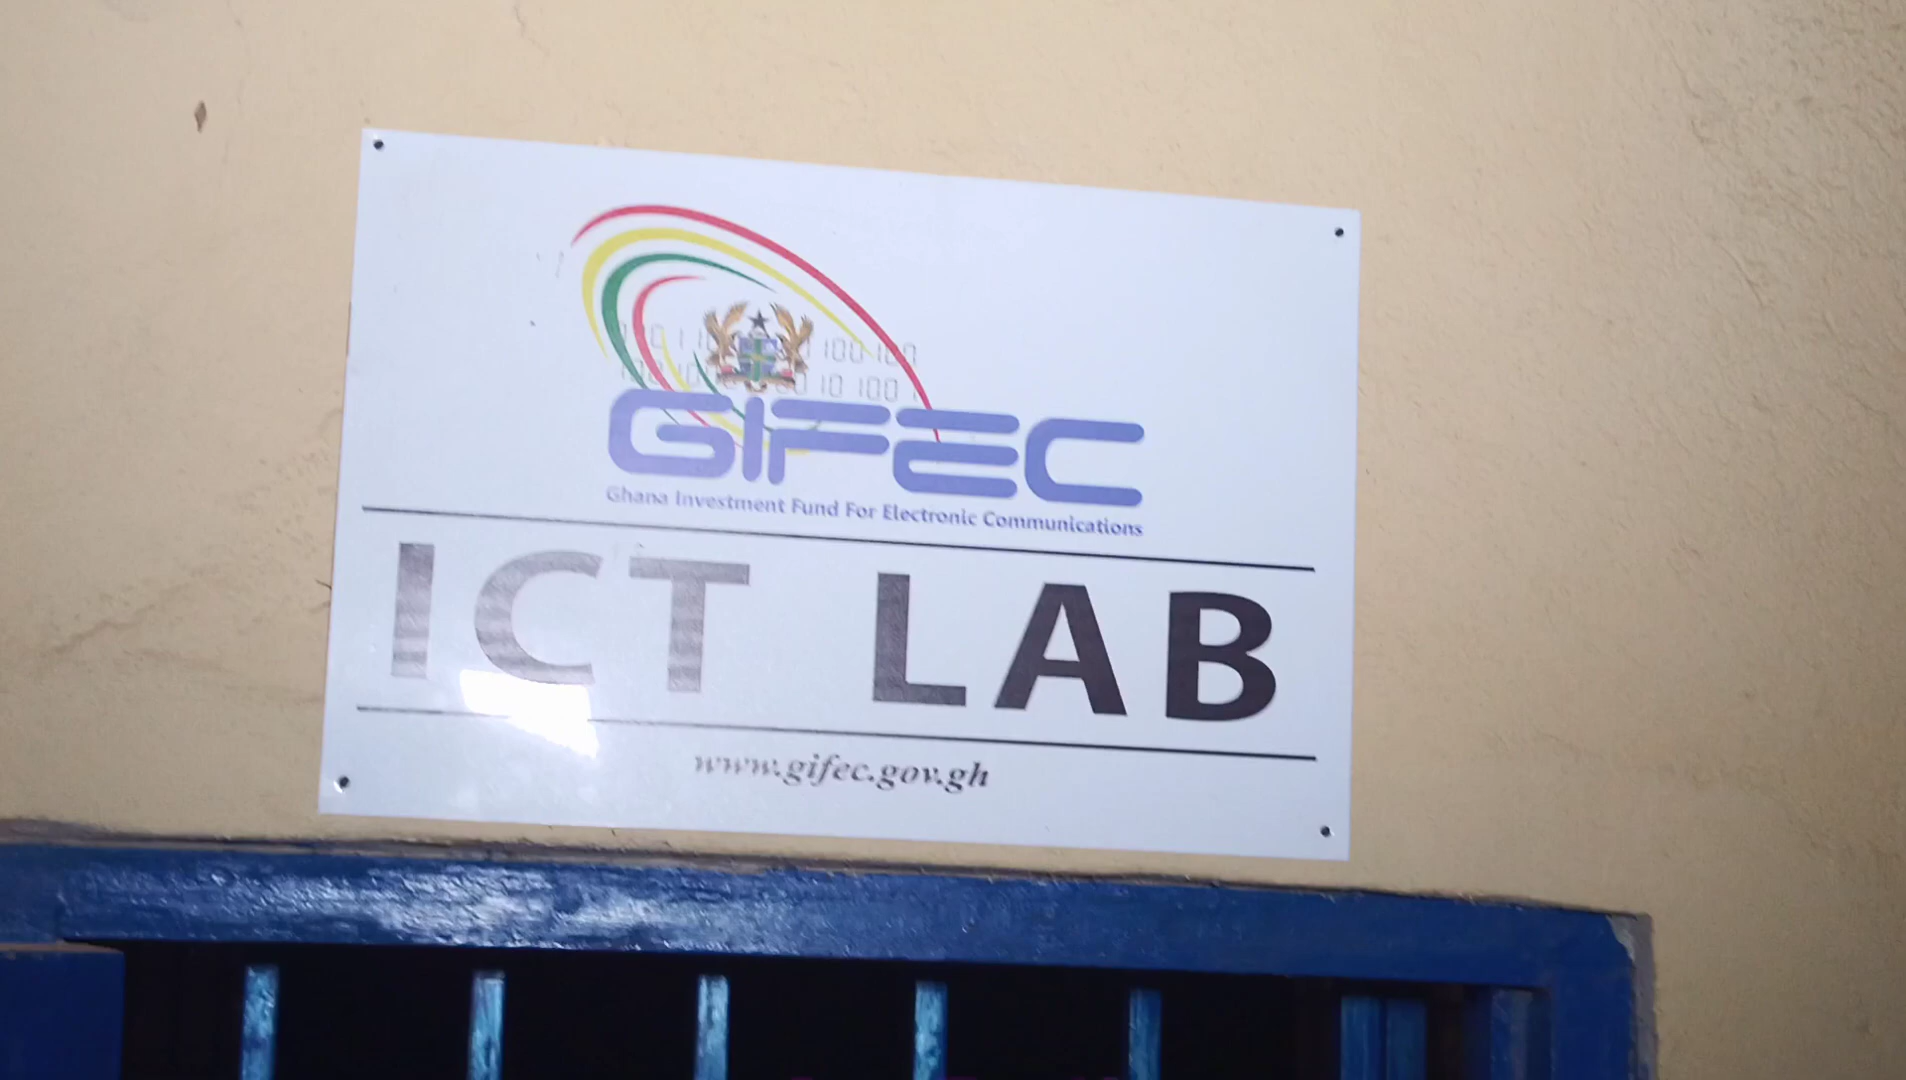 GIFEC
Ghana Investment Fund For Electronic Communications
ICT LAB
www.gifec.gov.gh